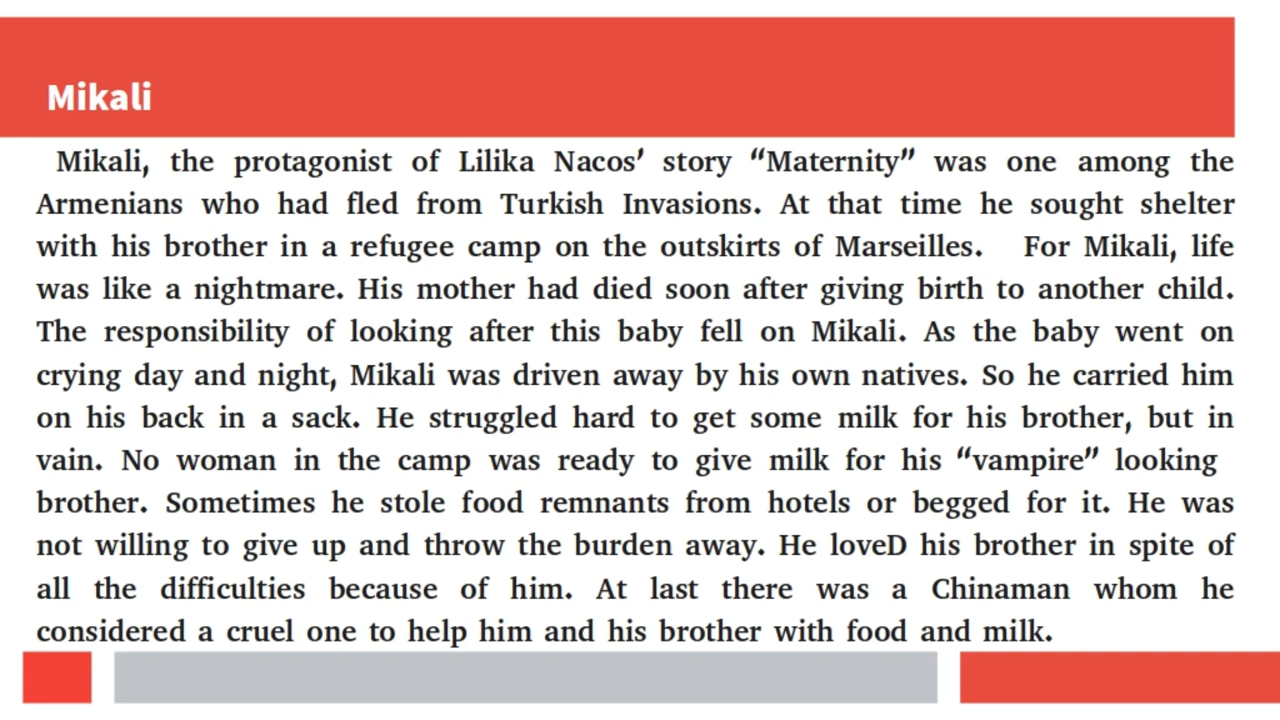 Mikali
Mikali, the protagonist of Lilika Nacos’ story “Maternity” was one among the
Armenians who had fled from Turkish Invasions. At that time he sought shelter
with his brother in a refugee camp on the outskirts of Marseilles. For Mikali, life
was like a nightmare. His mother had died soon after giving birth to another child.
The responsibility of looking after this baby fell on Mikali. As the baby went on
crying day and night, Mikali was driven away by his own natives. So he carried him
on his back in a sack. He struggled hard to get some milk for his brother, but in
vain. No woman in the camp was ready to give milk for his “vampire” looking
brother. Sometimes he stole food remnants from hotels or begged for it. He was
not willing to give up and throw the burden away. He loveD his brother in spite of
all the difficulties because of him. At last there was a Chinaman whom he
considered a cruel one to help him and his brother with food and milk.